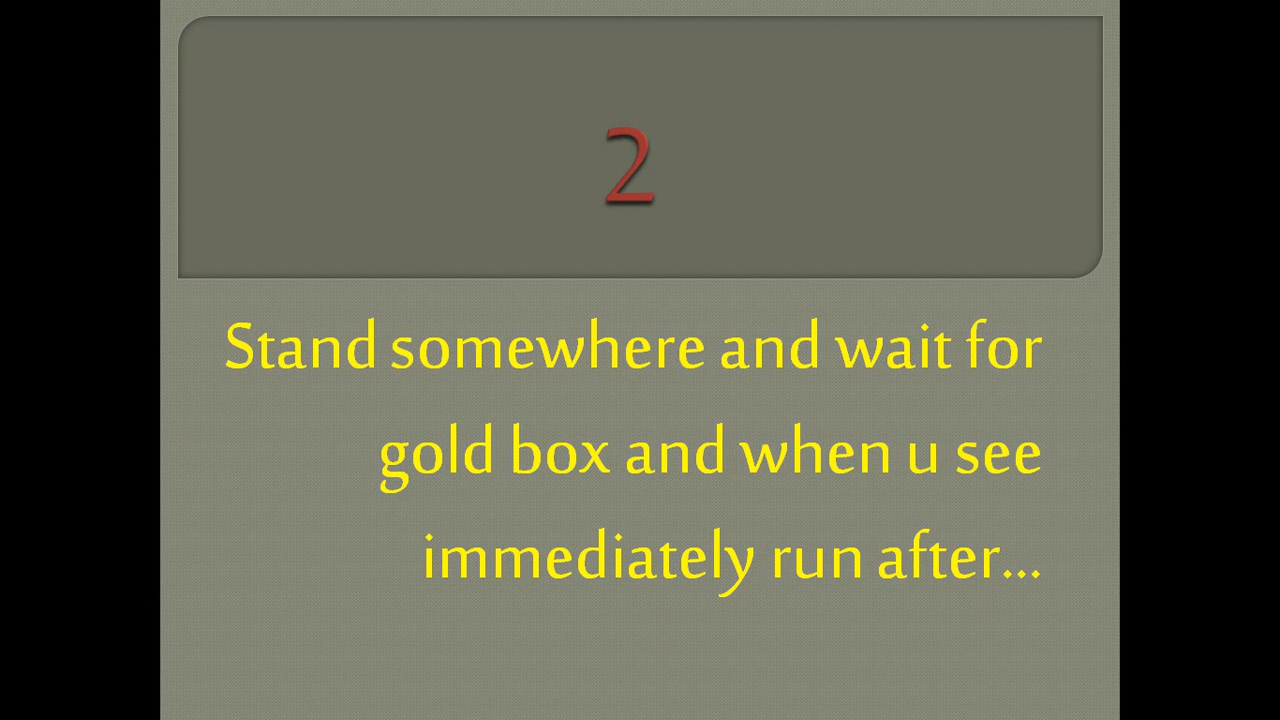 2
Stand somewhere and wait for
gold box and when u see
immediately run after...